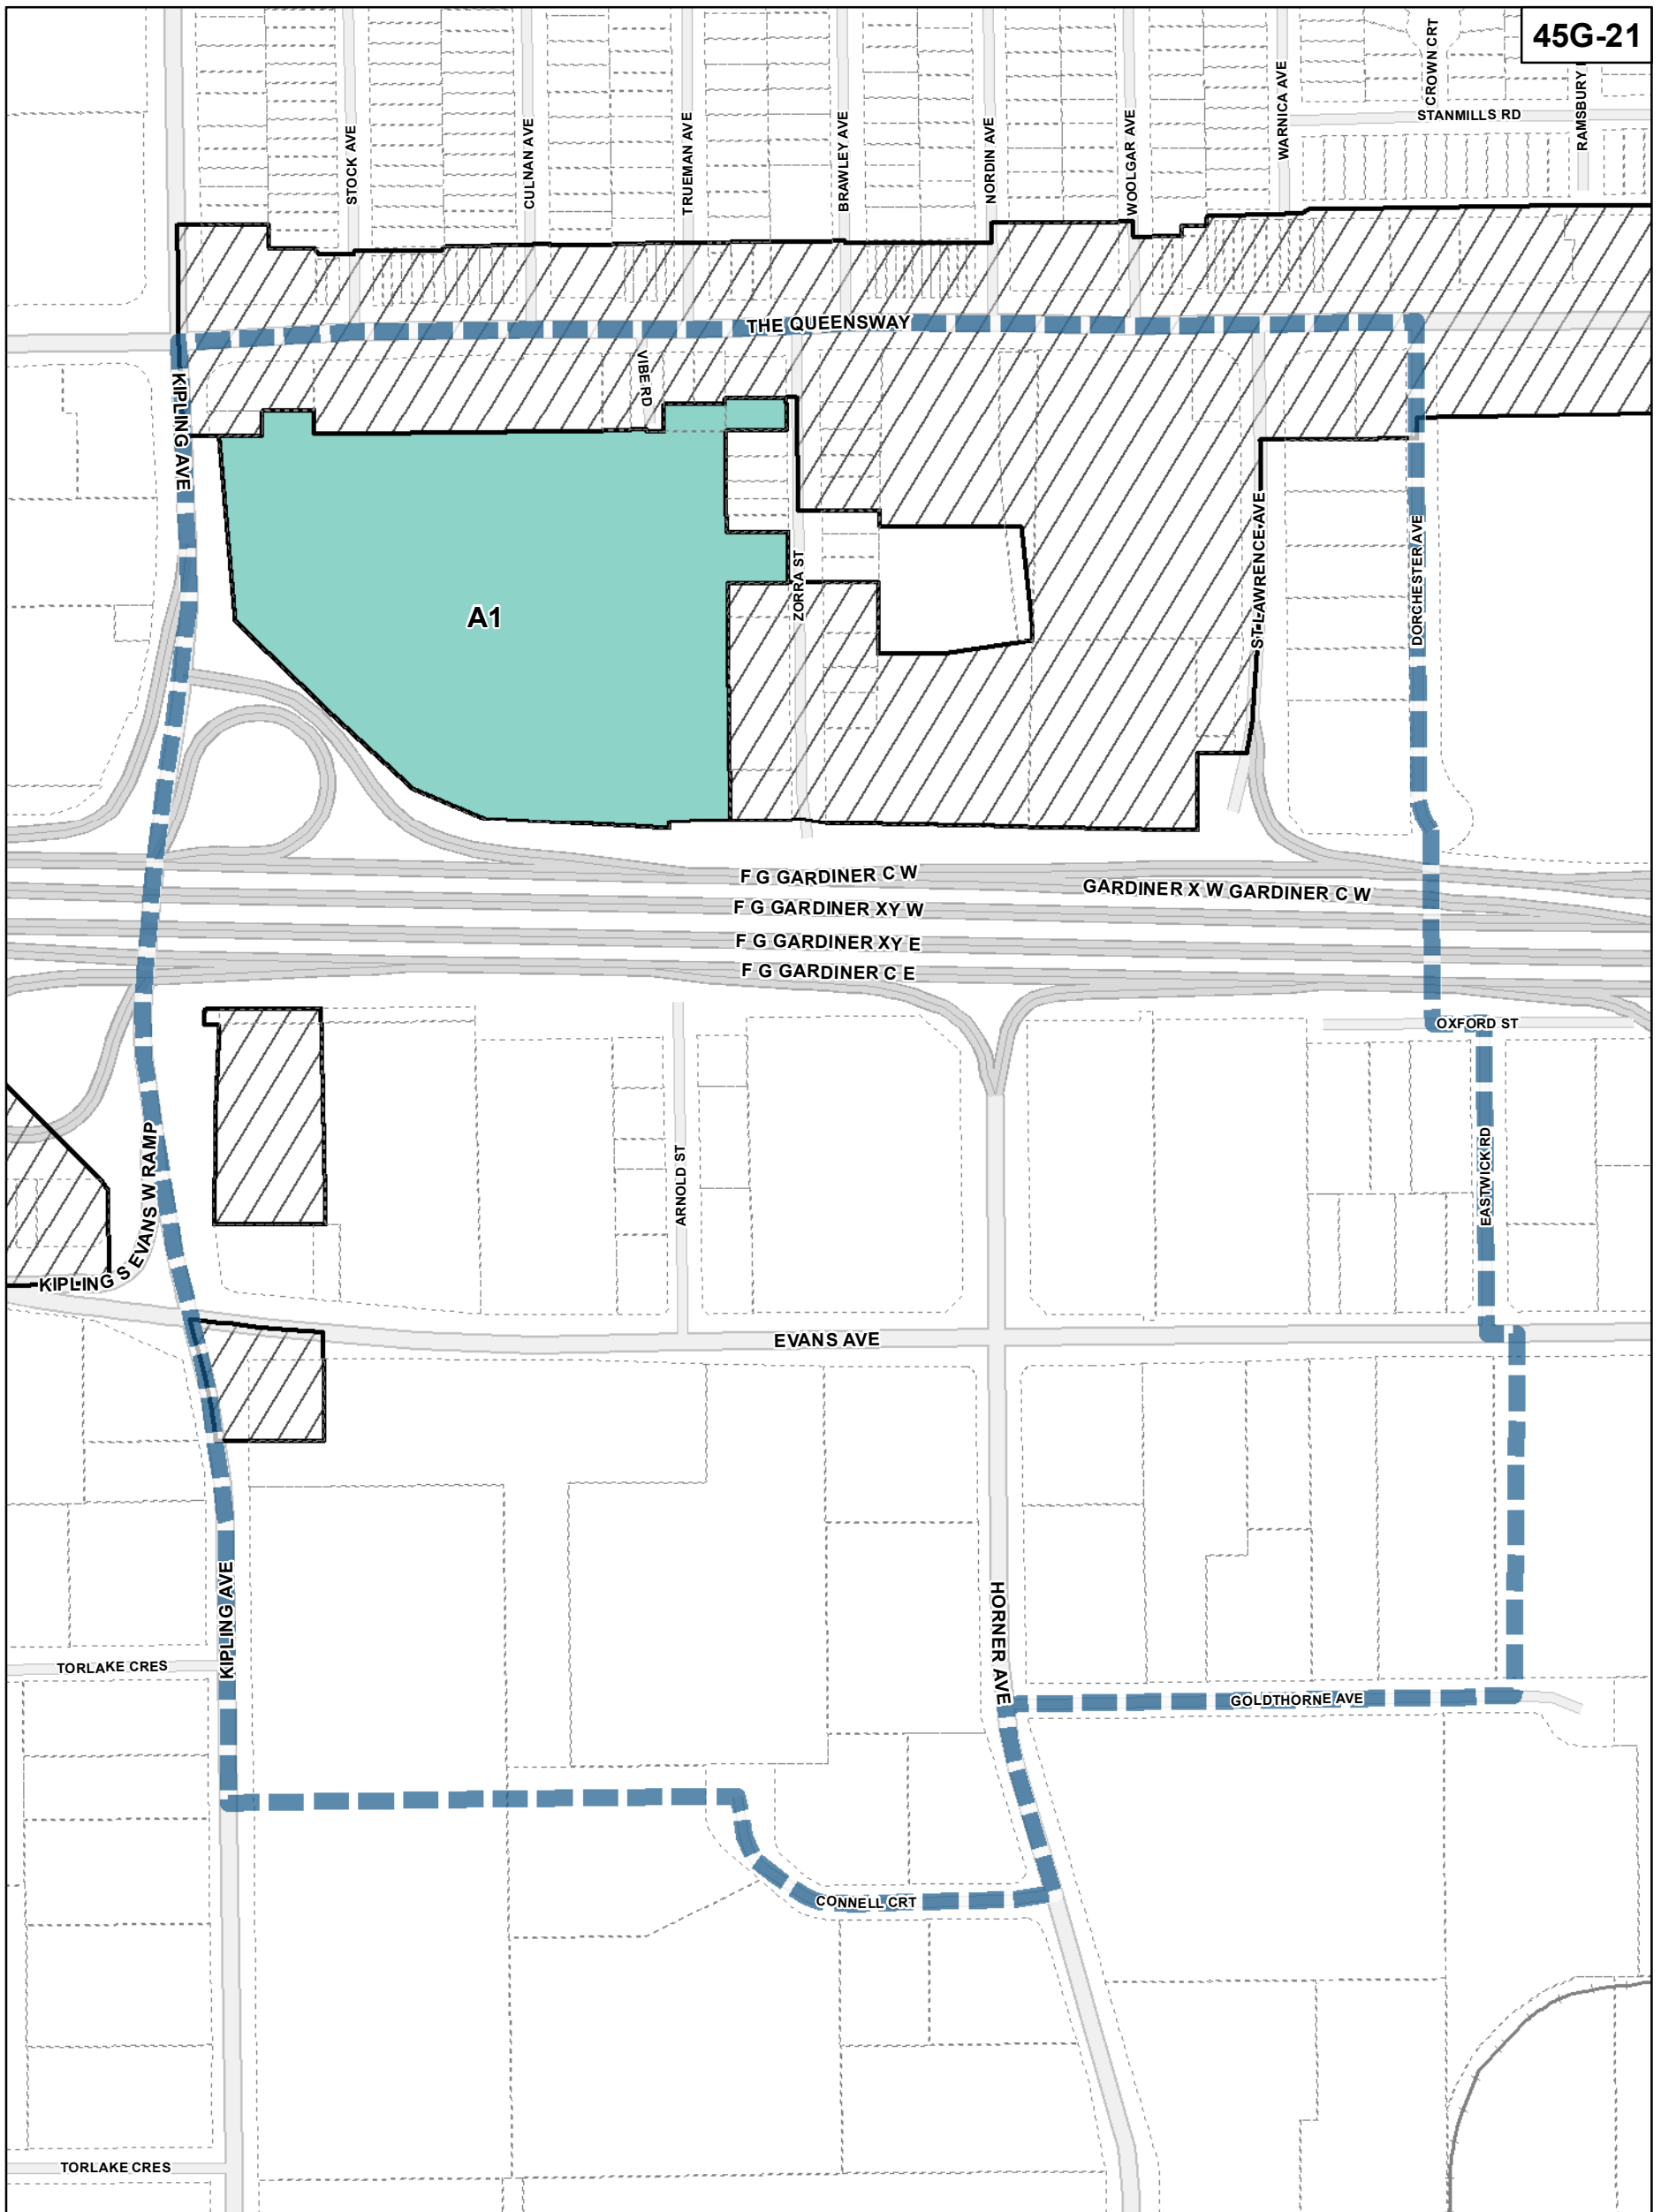 45G-21
CROWN CRT
STANMILLS RD
RAMSBURY
WARNICA AVE
STOCK AVE
CULNAN AVE
TRUEMAN AVE
BRAWLEY AVE
NORDIN AVE
WOOLGAR AVE
THE QUEENSWAY
VIBE RD
KIPLING AVE
A1
ZORRA ST
ST LAWRENCE AVE
DORCHESTER AVE
F G GARDINER C W
GARDINER X W GARDINER C W
F G GARDINER XY W
F G GARDINER XY E
F G GARDINER C E
OXFORD ST
EASTWICK RD
ARNOLD ST
KIPLING S EVANS W RAMP
EVANS AVE
KIPLING AVE
HORNER AVE
TORLAKE CRES
GOLDTHORNE AVE
CONNELL CRT
TORLAKE CRES